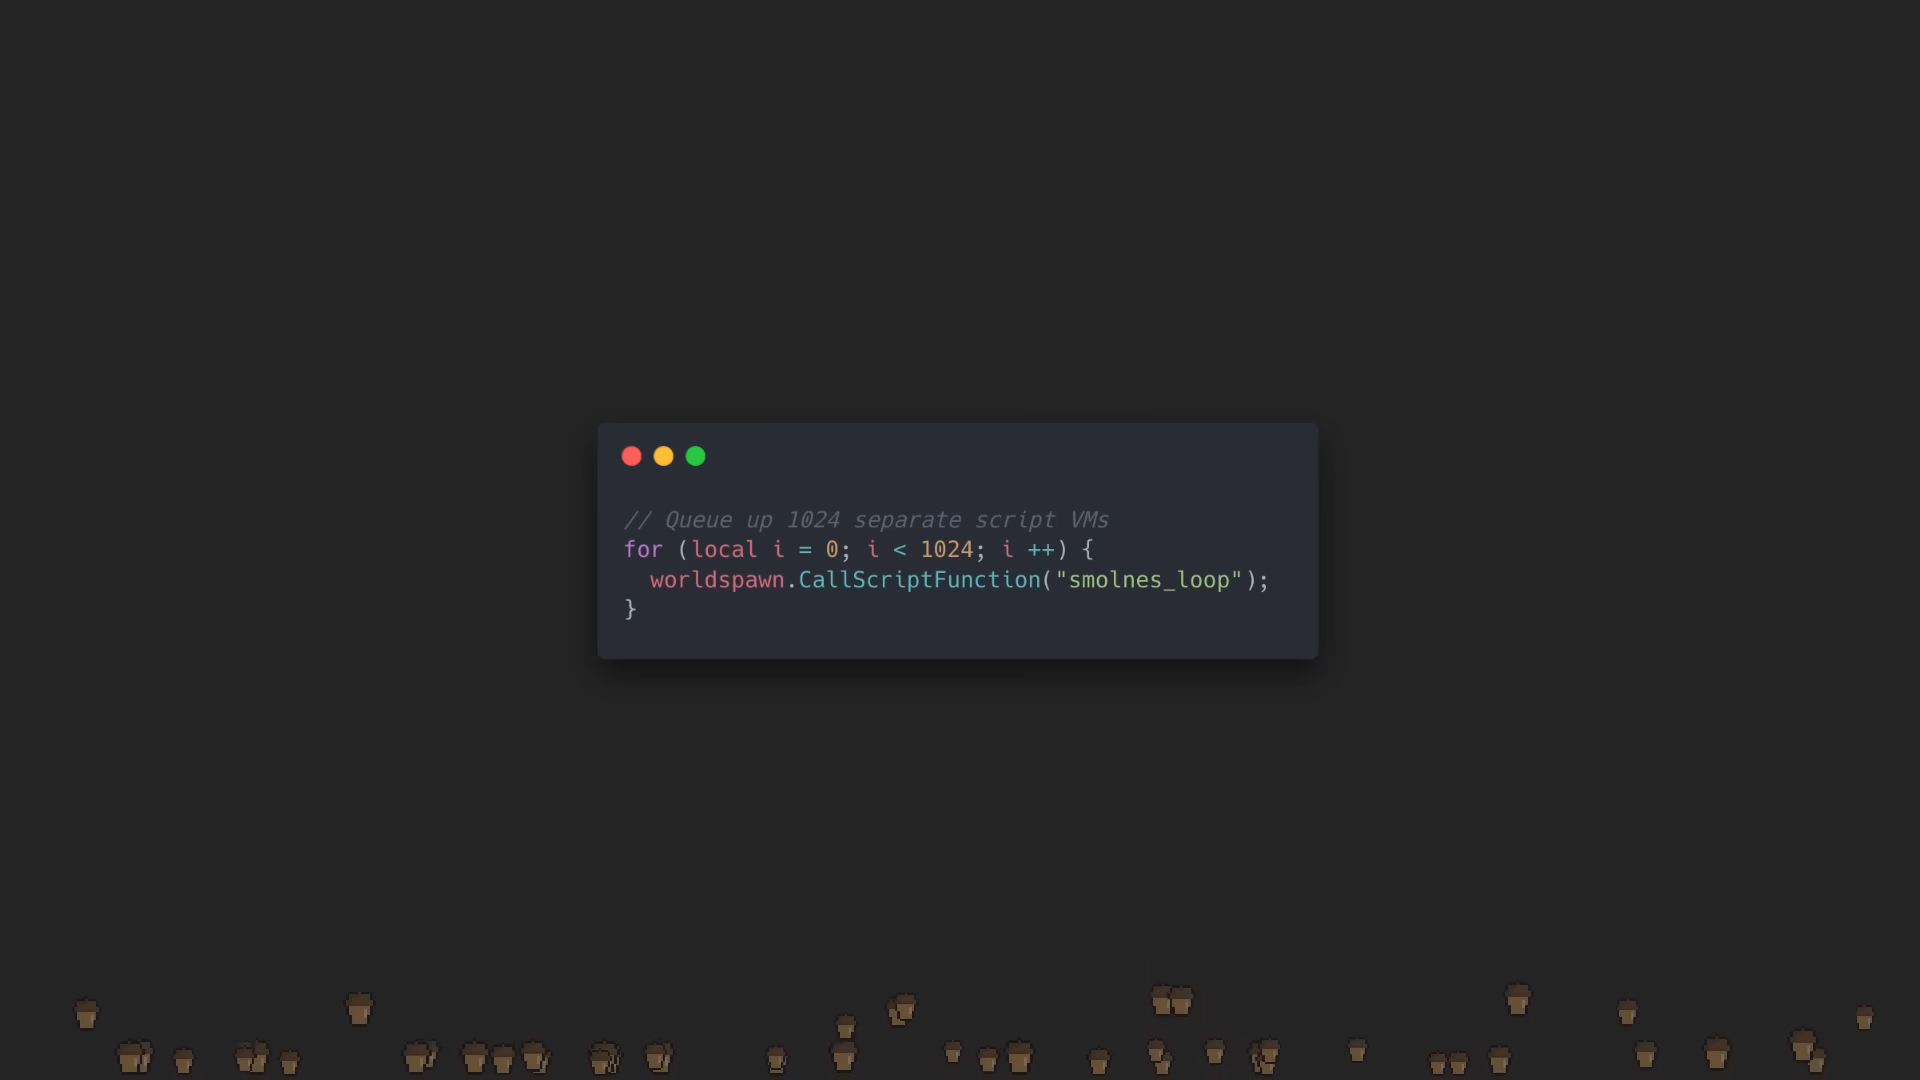 // Queue up 1024 separate script VMs
for (local i = 0; i < 1024; i ++) {
  worldspawn.CallScriptFunction("smolnes_loop");
}